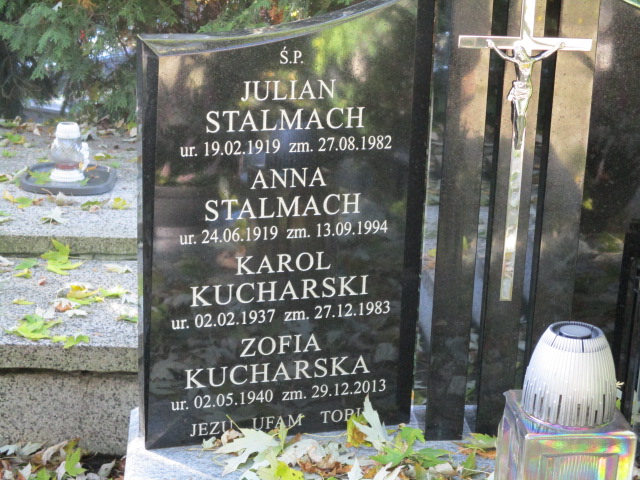 Ś.P.
JULIAN
STALMACH
ur. 19.02.1919 zm. 27.08.1982
ANNA
STALMACH
ur. 24.06.1919 zm. 13.09.1994
KAROL
KUCHARSKI
ur. 02.02.1937 zm. 27.12.1983
ZOFIA
KUCHARSKA
ur. 02.05.1940 zm. 29.12.2013
JEZU UFAM TOBIE